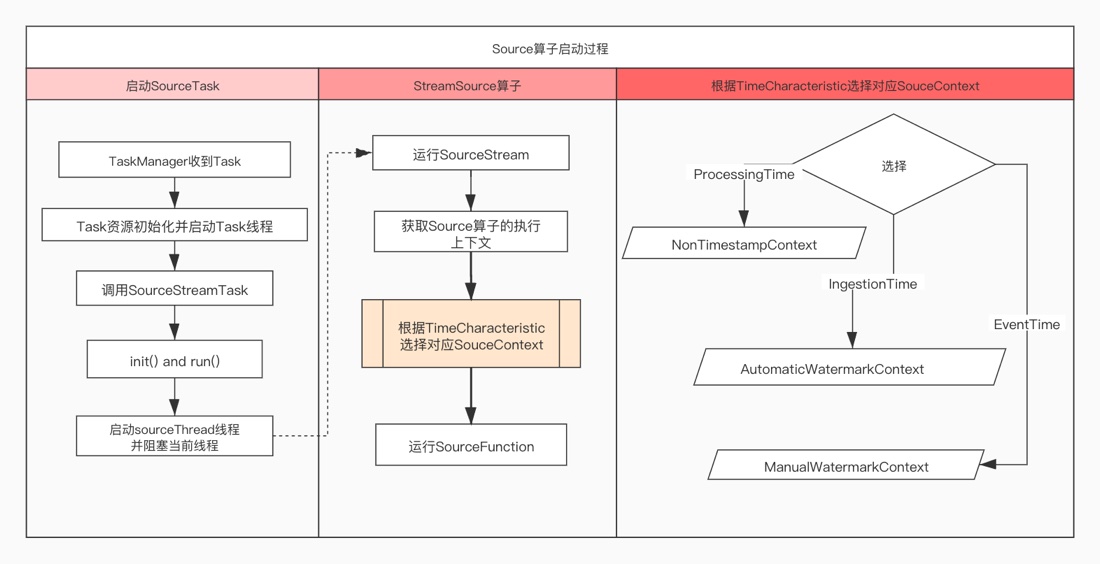 Source算子启动过程
启动SourceTask
StreamSource算子
根据TimeCharacteristic选择对应SouceContext
TaskManager收到Task
Task资源初始化并启动Task线程
调用SourceStreamTask
init() and run()
启动sourceThread线程
并阻塞当前线程
运行SourceStream
获取Source算子的执行
上下文
根据TimeCharacteristic
选择对应SouceContext
运行SourceFunction
选择
ProcessingTime
NonTimestampContext
IngestionTime
EventTime
AutomaticWatermarkContext
ManualWatermarkContext